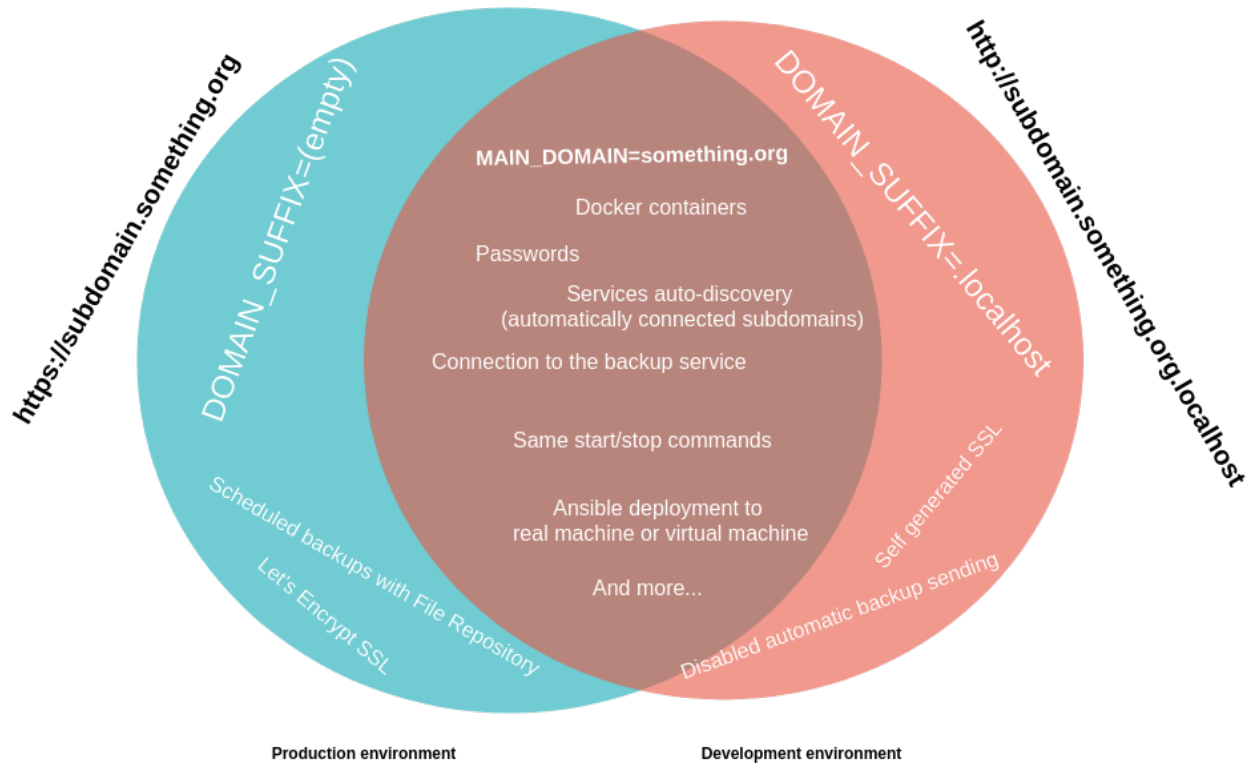 https://subdomain.something.org
DOMAIN_SUFFIX=(empty)
Scheduled backups with File Repository
Let's Encrypt SSL
MAIN_DOMAIN=something.org
Docker containers
Passwords
Services auto-discovery
(automatically connected subdomains)
Connection to the backup service
Same start/stop commands
Ansible deployment to
real machine or virtual machine
And more...
DOMAIN_SUFFIX=.localhost
http://subdomain.something.org.localhost
Self generated SSL
Disabled automatic backup sending
Production environment
Development environment